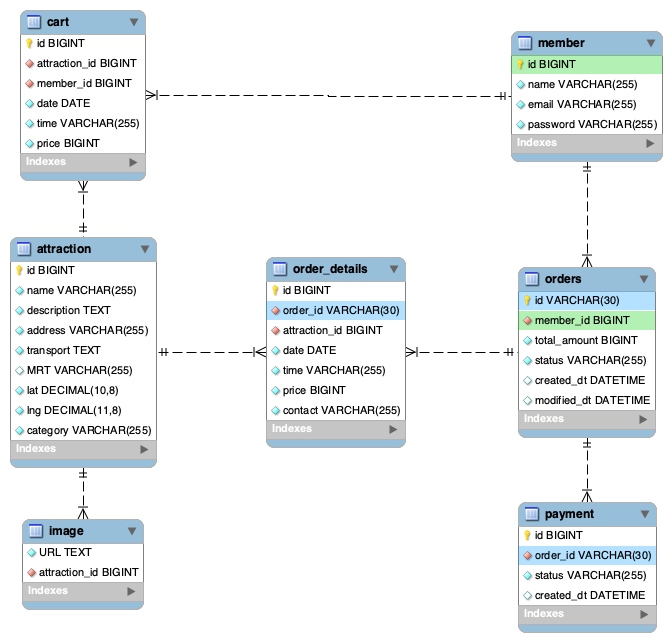 cart
id BIGINT
attraction_id BIGINT
member_id BIGINT
date DATE
time VARCHAR(255)
price BIGINT
Indexes
member
id BIGINT
name VARCHAR(255)
email VARCHAR(255)
password VARCHAR(255)
Indexes
attraction
id BIGINT
name VARCHAR(255)
description TEXT
address VARCHAR(255)
transport TEXT
MRT VARCHAR(255)
lat DECIMAL(10,8)
lng DECIMAL(11,8)
category VARCHAR(255)
Indexes
order_details
id BIGINT
order_id VARCHAR(30)
attraction_id BIGINT
date DATE
time VARCHAR(255)
price BIGINT
contact VARCHAR(255)
Indexes
orders
id VARCHAR(30)
member_id BIGINT
total_amount BIGINT
status VARCHAR(255)
created_dt DATETIME
modified_dt DATETIME
Indexes
image
URL TEXT
attraction_id BIGINT
Indexes
payment
id BIGINT
order_id VARCHAR(30)
status VARCHAR(255)
created_dt DATETIME
Indexes